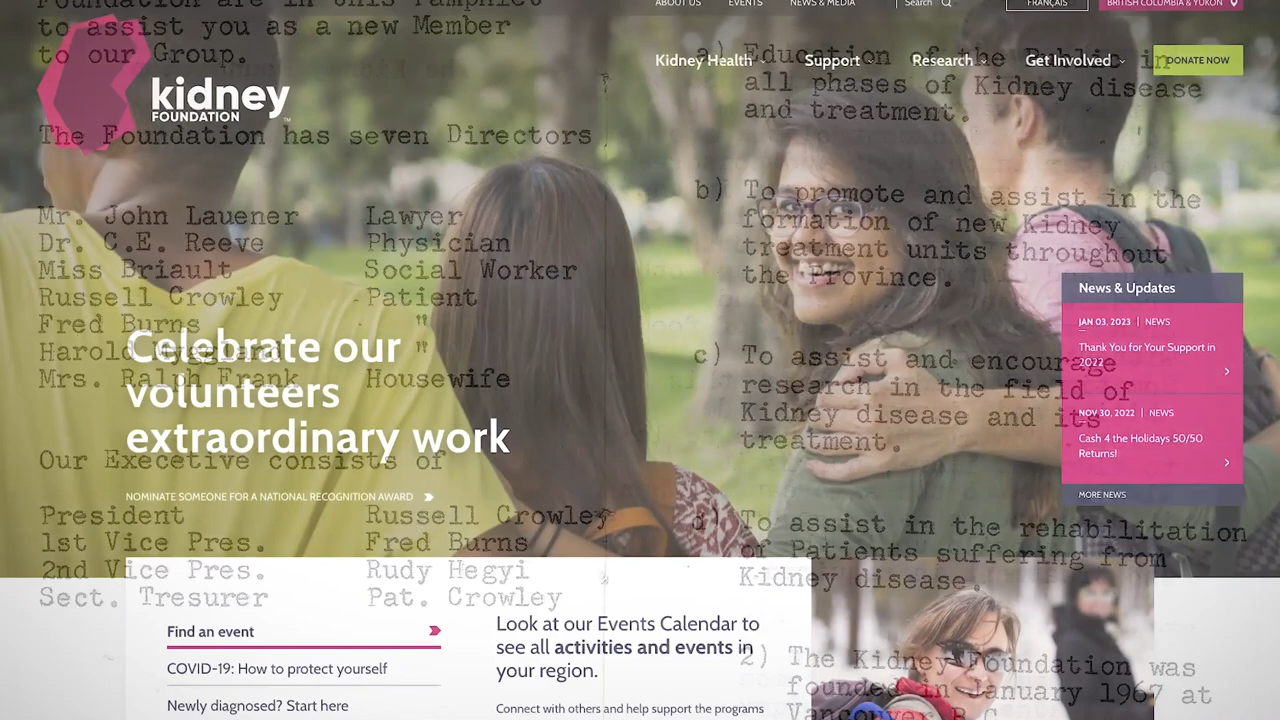 Foundation are in this Pamphlet
to assist you as a new Member
to our Group.
The Foundation has seven Directors
Mr. John Lauener Lawyer
Dr. C.E. Reeve Physician
Miss Briault Social Worker
Russell Crowley - Patient
Fred Burns "
Harold "
Mrs. Ralph Frank Housewife
Our Execetive consists of
President Russell Crowley
1st Vice Pres. Fred Burns
2nd Vice Pres. Rudy Hegyi
Sect. Tresurer Pat. Crowley
a) Education of the Public in
all phases of Kidney disease
and treatment.
b) To promote and assist in the
formation of new Kidney
treatment units throughout
the Province.
c) To assist and encourage
research in the field of
Kidney disease and its
treatment.
d) To assist in the rehabilitation
of Patients suffering from
Kidney disease.
2) The Kidney Foundation was
founded in January 1967 at
Vancouver B.C.
ABOUT US EVENTS NEWS & MEDIA Search FRANÇAIS BRITISH COLUMBIA & YUKON
kidney
FOUNDATION
Kidney Health Support Research Get Involved DONATE NOW
Celebrate our
volunteers
extraordinary work
NOMINATE SOMEONE FOR A NATIONAL RECOGNITION AWARD
News & Updates
JAN 03, 2023 | NEWS
Thank You for Your Support in
2022
NOV 30, 2022 | NEWS
Cash 4 the Holidays 50/50
Returns!
MORE NEWS
Find an event
COVID-19: How to protect yourself
Newly diagnosed? Start here
Look at our Events Calendar to
see all activities and events in
your region.
Connect with others and help support the programs